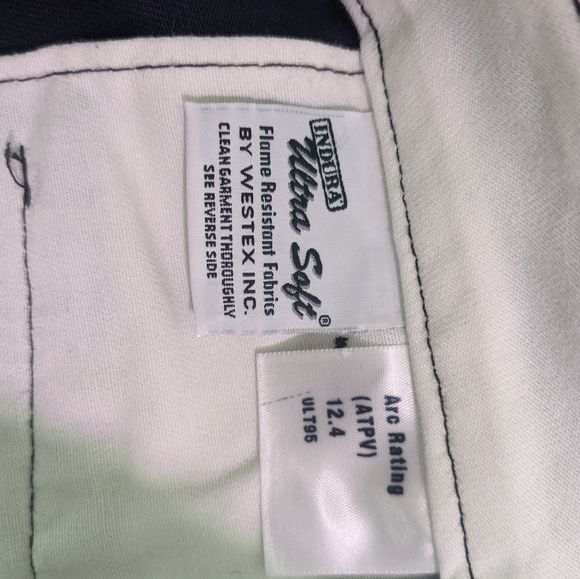 INDURA
Ultra Soft®
Flame Resistant Fabrics
BY WESTEX INC.
CLEAN GARMENT THOROUGHLY
SEE REVERSE SIDE
Arc Rating
(ATPV)
12.4
ULT95